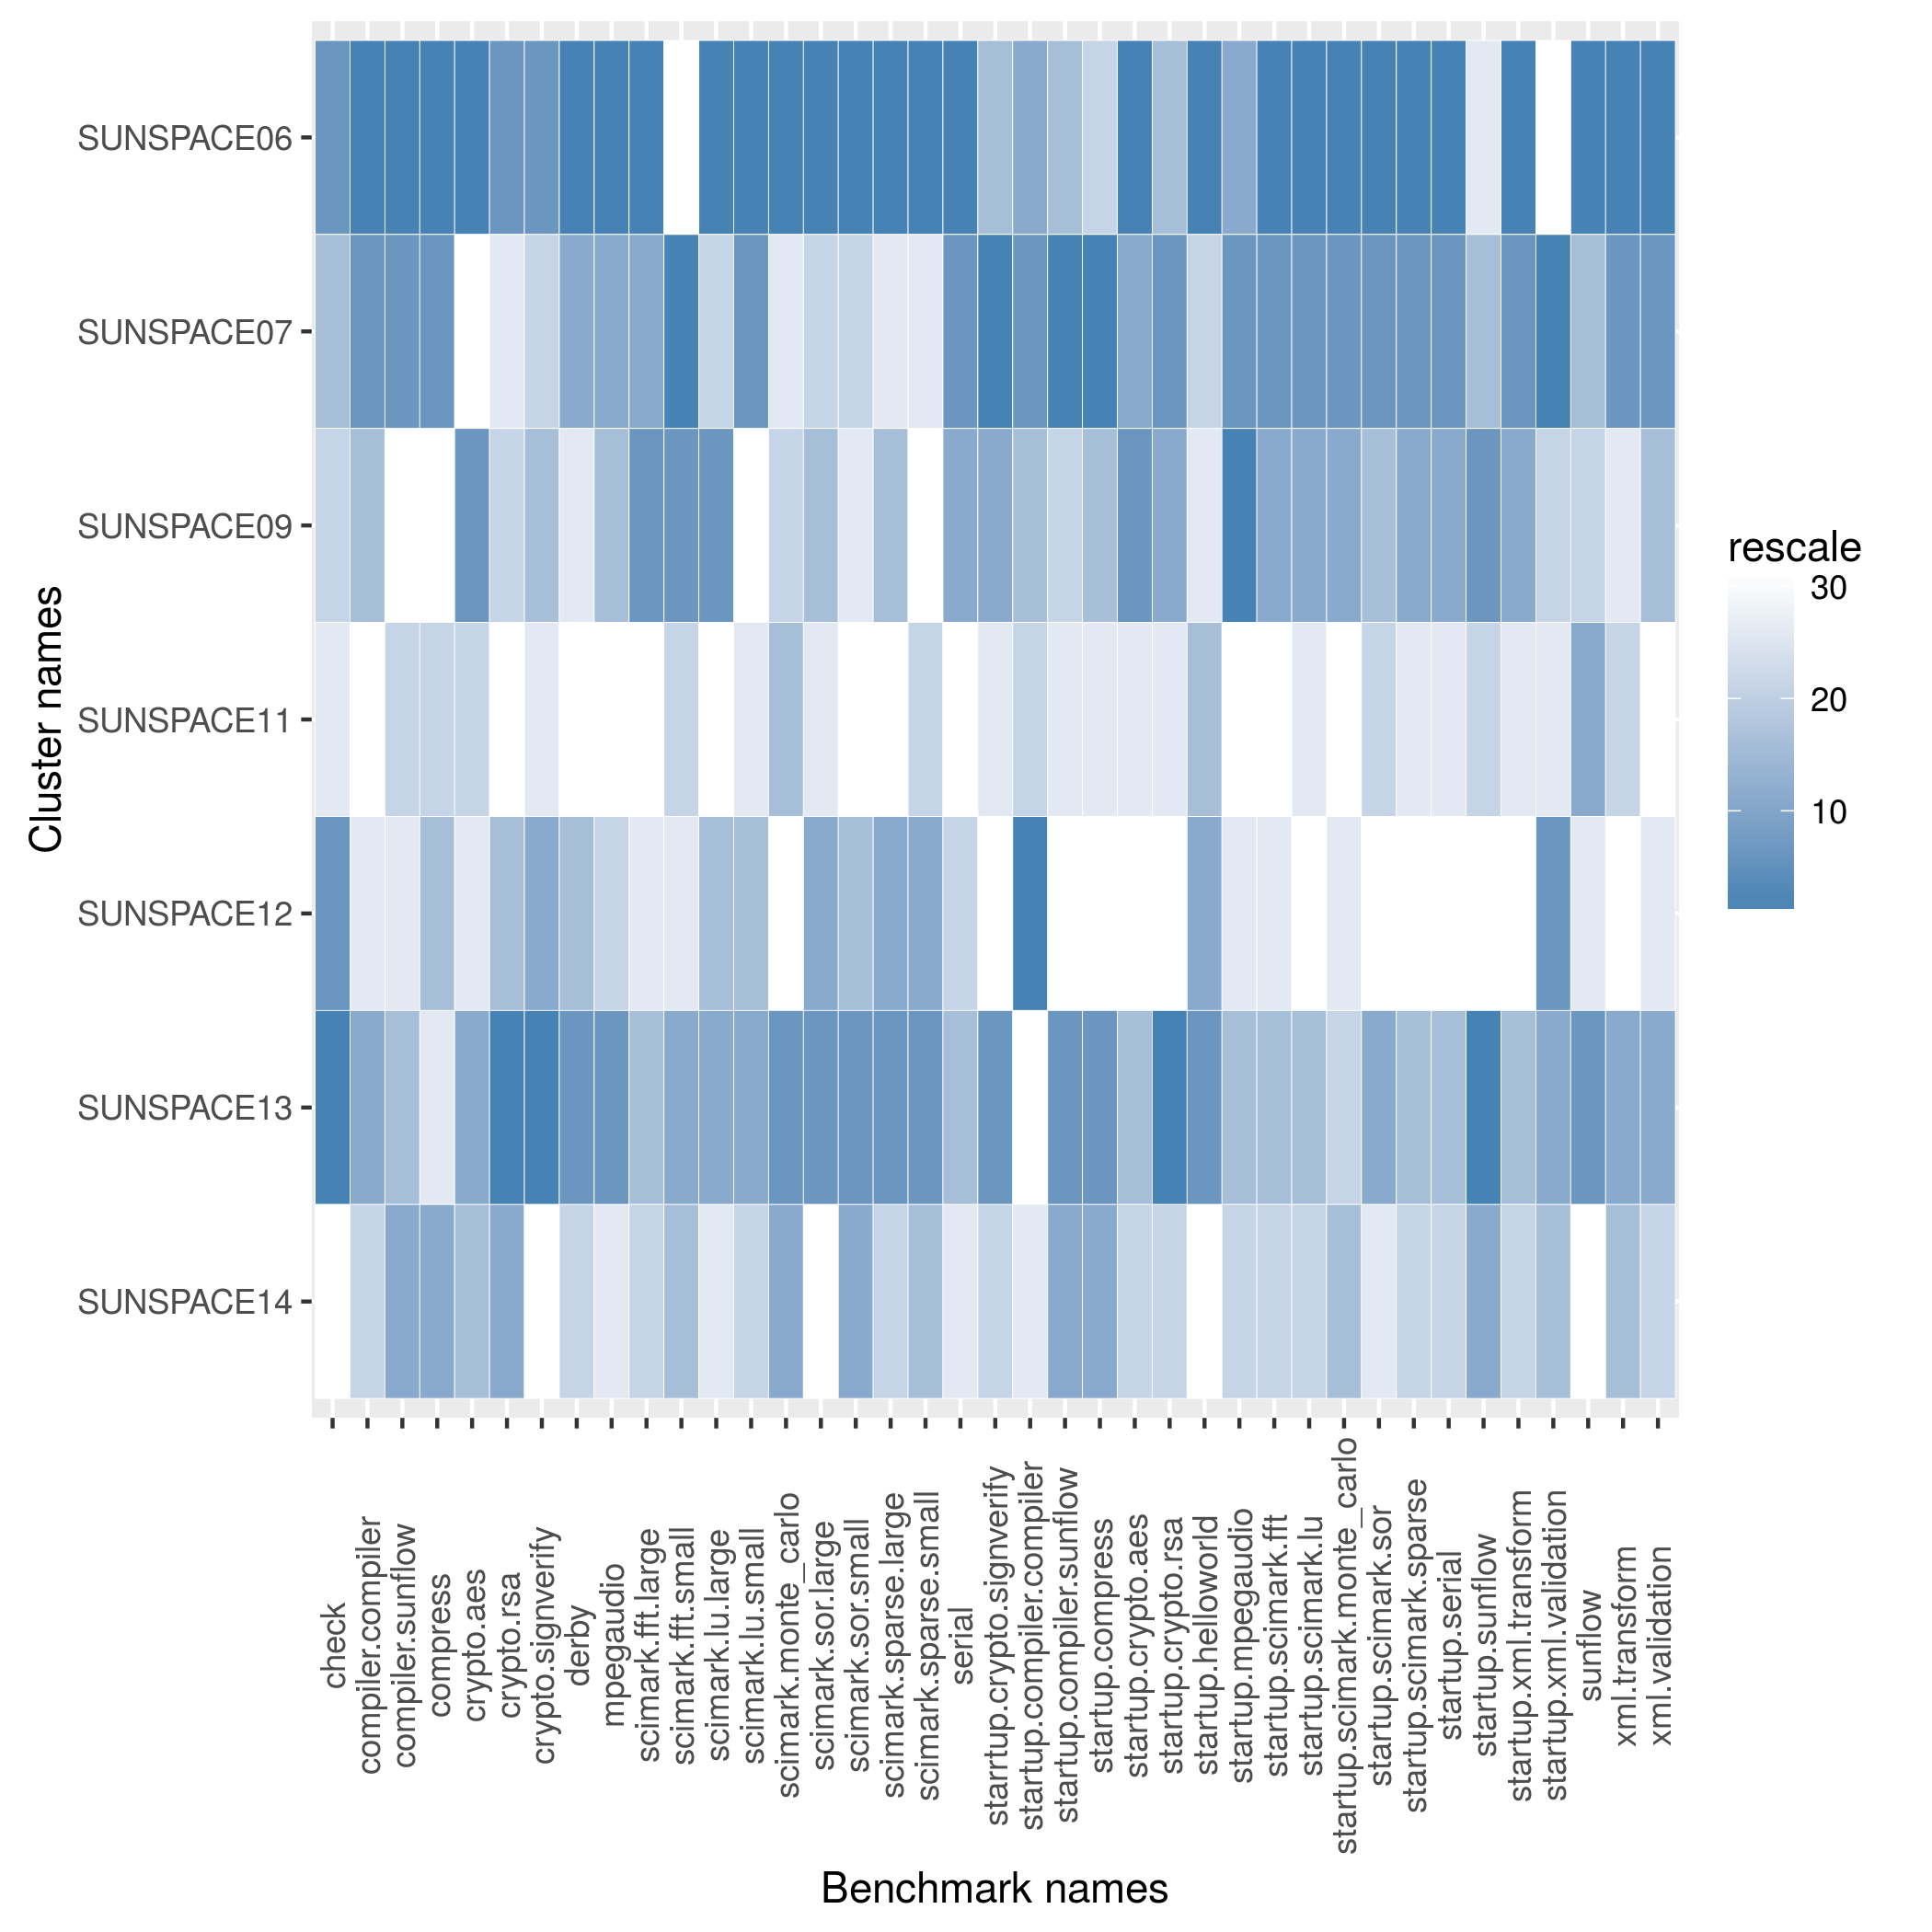 SUNSPACE06
SUNSPACE07
SUNSPACE09
SUNSPACE11
SUNSPACE12
SUNSPACE13
SUNSPACE14
Cluster names
rescale
30
20
10
check
compiler.compiler
compiler.sunflow
compress
crypto.aes
crypto.rsa
crypto.signverify
derby
mpegaudio
scimark.fft.large
scimark.fft.small
scimark.lu.large
scimark.lu.small
scimark.monte_carlo
scimark.sor.large
scimark.sor.small
scimark.sparse.large
scimark.sparse.small
serial
starrtup.crypto.signverify
startup.compiler.compiler
startup.compiler.sunflow
startup.compress
startup.crypto.aes
startup.crypto.rsa
startup.helloworld
startup.mpegaudio
startup.scimark.fft
startup.scimark.lu
startup.scimark.monte_carlo
startup.scimark.sor
startup.scimark.sparse
startup.serial
startup.sunflow
startup.xml.transform
startup.xml.validation
sunflow
xml.transform
xml.validation
Benchmark names